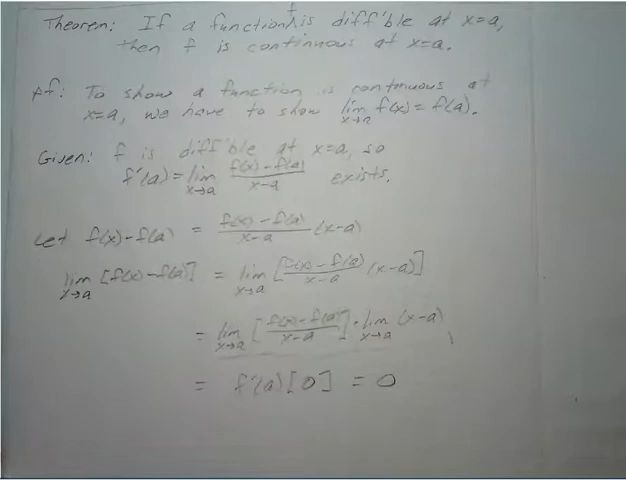 Theorem: If a function f is diff'ble at x=a,
then f is continuous at x=a.
pf: To show a function is continuous at
x=a, we have to show lim x→a f(x) = f(a).
Given: f is diff'ble at x=a, so
f'(a) = lim x→a (f(x) - f(a))/(x-a) exists.
Let f(x)-f(a) = (f(x)-f(a))/(x-a) (x-a)
lim x→a [f(x)-f(a)] = lim x→a [(f(x)-f(a))/(x-a) (x-a)]
= lim x→a [(f(x)-f(a))/(x-a)] · lim x→a (x-a)
= f'(a)[0] = 0